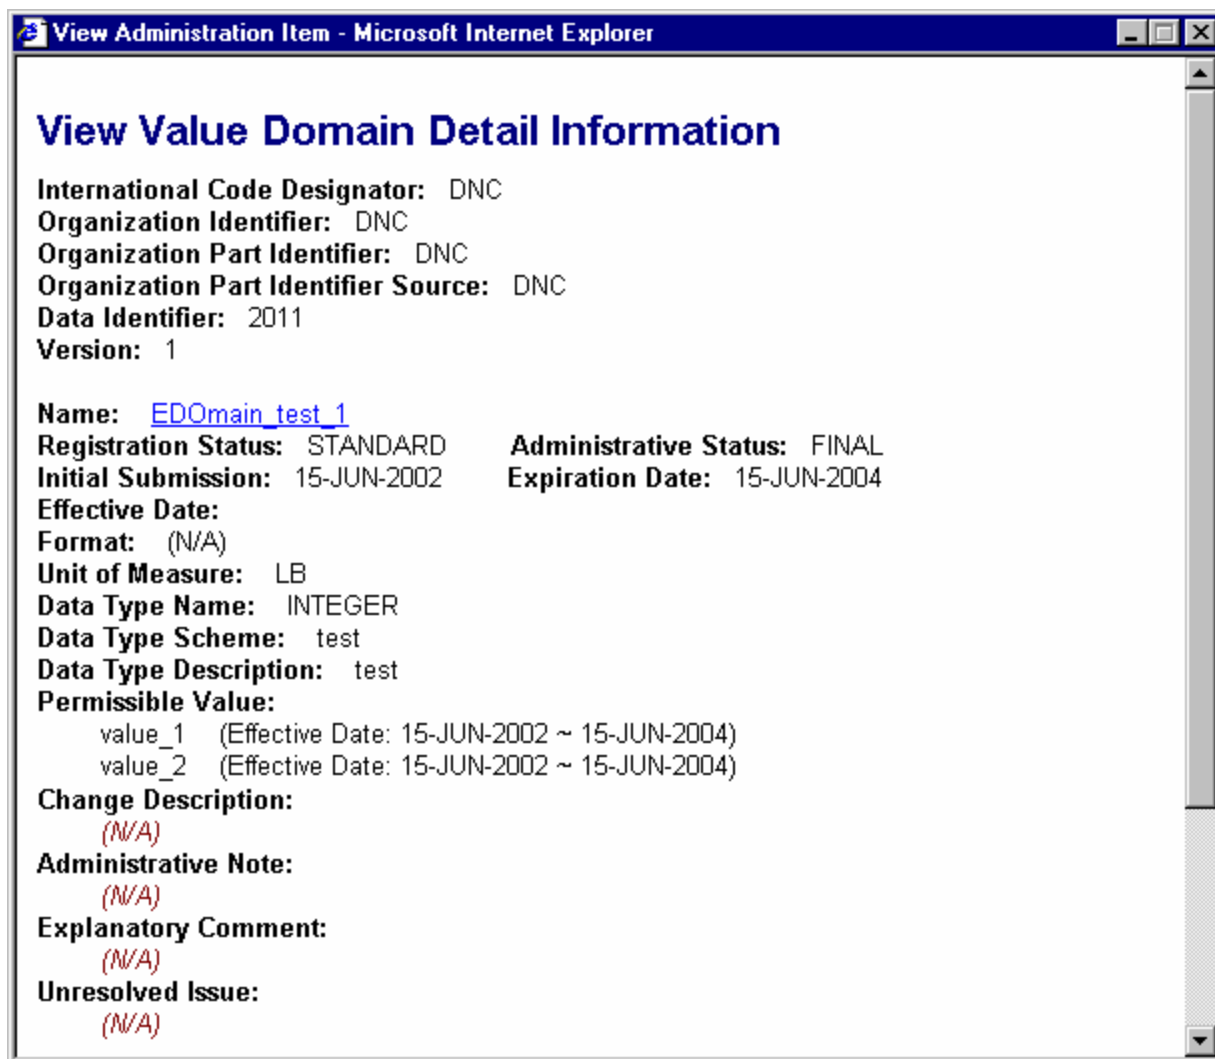 View Administration Item - Microsoft Internet Explorer
View Value Domain Detail Information
International Code Designator: DNC
Organization Identifier: DNC
Organization Part Identifier: DNC
Organization Part Identifier Source: DNC
Data Identifier: 2011
Version: 1
Name: EDOmain_test_1
Registration Status: STANDARD Administrative Status: FINAL
Initial Submission: 15-JUN-2002 Expiration Date: 15-JUN-2004
Effective Date:
Format: (N/A)
Unit of Measure: LB
Data Type Name: INTEGER
Data Type Scheme: test
Data Type Description: test
Permissible Value:
value_1 (Effective Date: 15-JUN-2002 ~ 15-JUN-2004)
value_2 (Effective Date: 15-JUN-2002 ~ 15-JUN-2004)
Change Description:
(N/A)
Administrative Note:
(N/A)
Explanatory Comment:
(N/A)
Unresolved Issue:
(N/A)